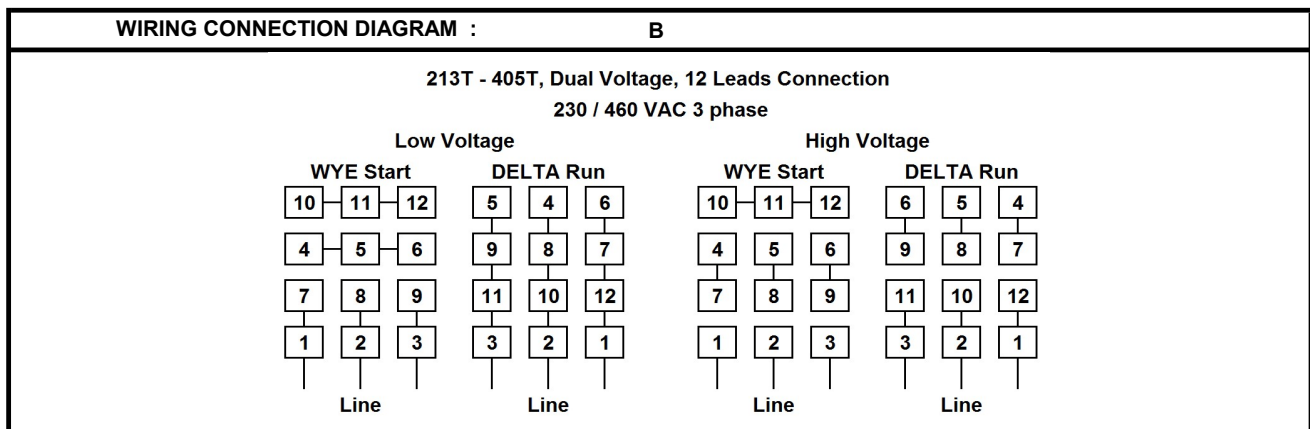 WIRING CONNECTION DIAGRAM : B
213T - 405T, Dual Voltage, 12 Leads Connection
230 / 460 VAC 3 phase
Low Voltage High Voltage
WYE Start DELTA Run WYE Start DELTA Run
10 11 12 5 4 6 10 11 12 6 5 4
4 5 6 9 8 7 4 5 6 9 8 7
7 8 9 11 10 12 7 8 9 11 10 12
1 2 3 3 2 1 1 2 3 3 2 1
Line Line Line Line